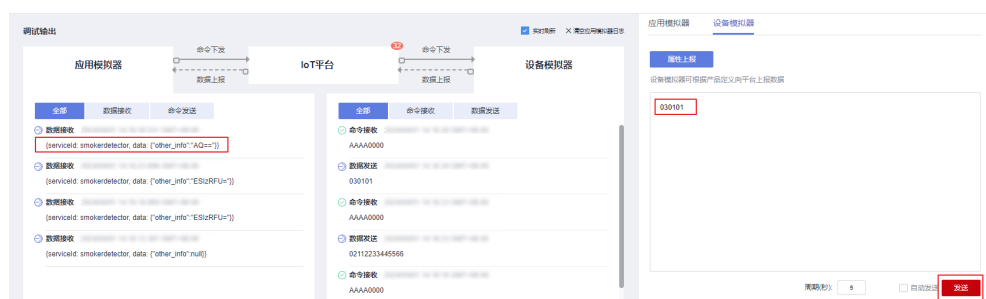 调试输出
实时刷新 清空应用模拟器日志
应用模拟器
命令下发
数据上报
IoT平台
32
命令下发
数据上报
设备模拟器
全部 数据接收 命令发送
数据接收
{serviceId: smokerdetector, data: {"other_info":"AQ=="}}
数据接收
{serviceId: smokerdetector, data: {"other_info":"ESIzRFU="}}
数据接收
{serviceId: smokerdetector, data: {"other_info":"ESIzRFU="}}
数据接收
{serviceId: smokerdetector, data: {"other_info":null}}
全部 命令接收 数据发送
命令接收
AAAA0000
数据发送
030101
命令接收
AAAA0000
数据发送
02112233445566
命令接收
AAAA0000
应用模拟器 设备模拟器
属性上报
设备模拟器可根据产品定义向平台上报数据
030101
周期(秒): 5 自动发送 发送